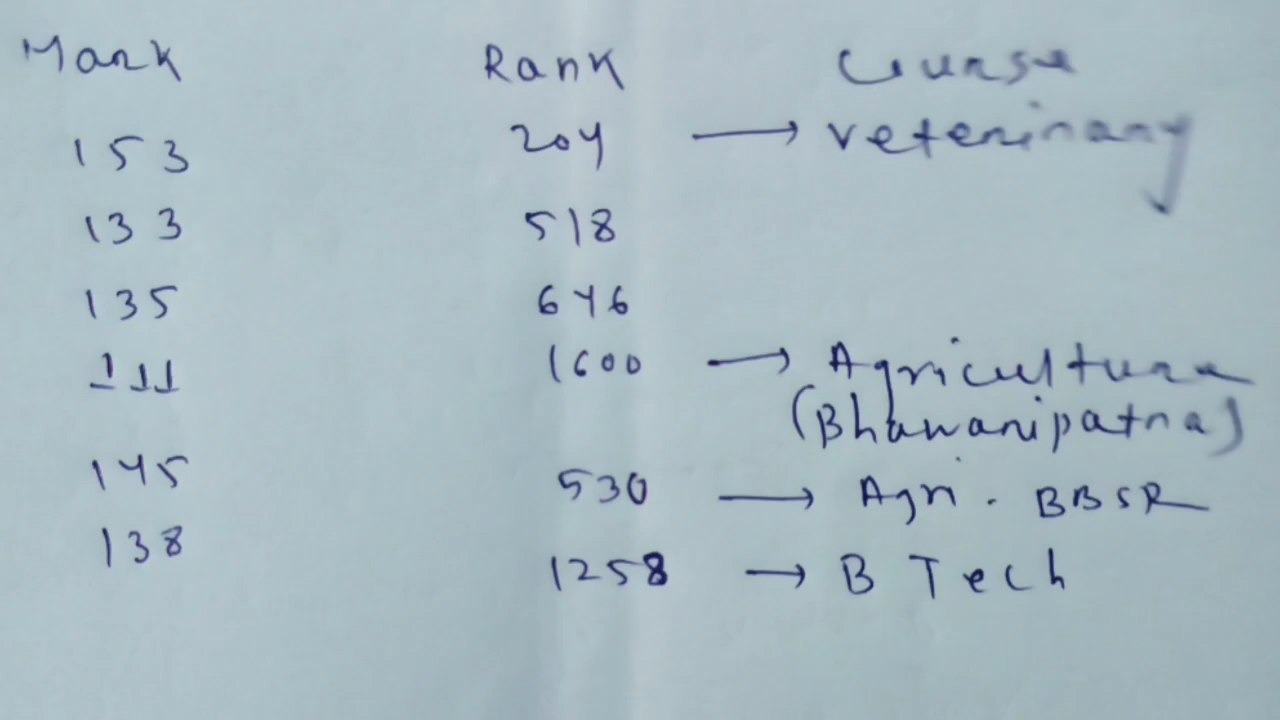 Mark Rank Course
153 204 → Veterinary
133 518
135 646
111 1600 → Agriculture
(Bhawanipatna)
145 530 → Agri. BBSR
138 1258 → B Tech